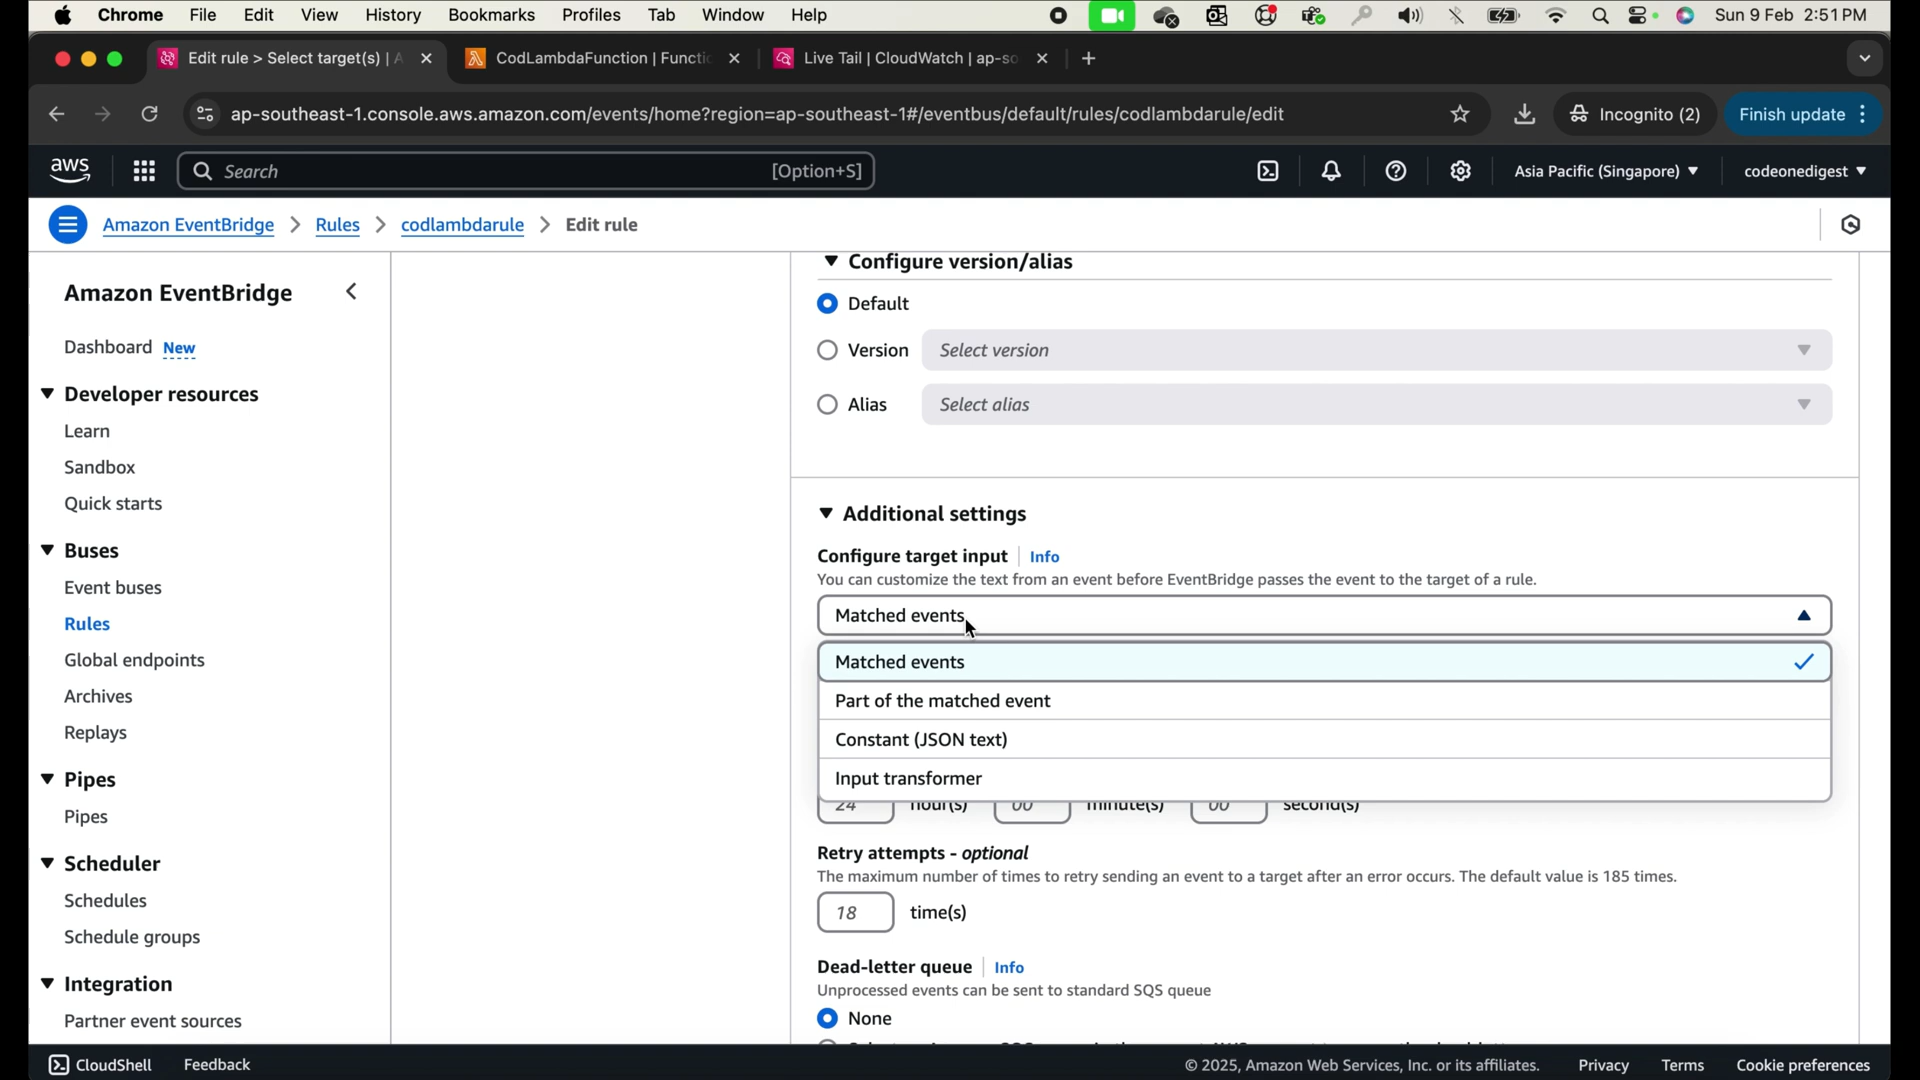 Chrome File Edit View History Bookmarks Profiles Tab Window Help Sun 9 Feb 2:51 PM
Edit rule > Select target(s) | A CodLambdaFunction | Functi Live Tail | CloudWatch | ap-so
ap-southeast-1.console.aws.amazon.com/events/home?region=ap-southeast-1#/eventbus/default/rules/codlambdarule/edit Incognito (2) Finish update
aws Search [Option+S] Asia Pacific (Singapore) codeonedigest
Amazon EventBridge Rules codlambdarule Edit rule
Amazon EventBridge
Dashboard New
Developer resources
Learn
Sandbox
Quick starts
Buses
Event buses
Rules
Global endpoints
Archives
Replays
Pipes
Pipes
Scheduler
Schedules
Schedule groups
Integration
Partner event sources
Configure version/alias
Default
Version Select version
Alias Select alias
Additional settings
Configure target input Info
You can customize the text from an event before EventBridge passes the event to the target of a rule.
Matched events
Matched events
Part of the matched event
Constant (JSON text)
Input transformer
24 hour(s) 00 minute(s) 00 second(s)
Retry attempts - optional
The maximum number of times to retry sending an event to a target after an error occurs. The default value is 185 times.
18 time(s)
Dead-letter queue Info
Unprocessed events can be sent to standard SQS queue
None
CloudShell Feedback © 2025, Amazon Web Services, Inc. or its affiliates. Privacy Terms Cookie preferences